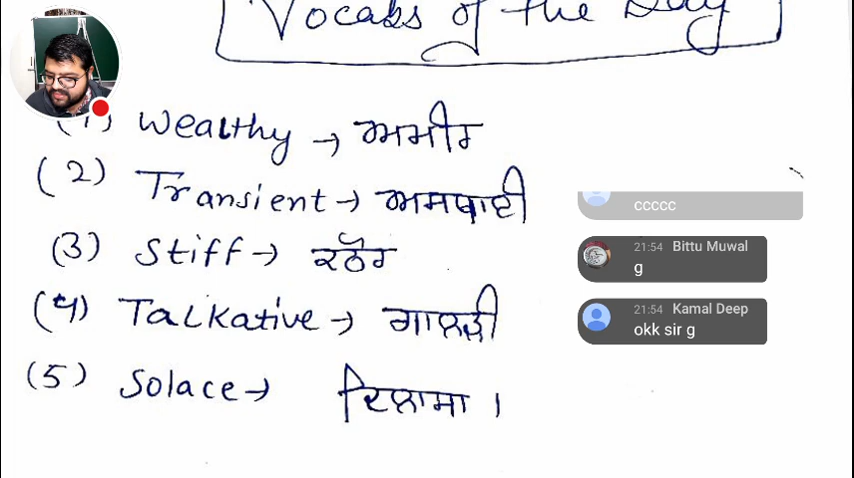 Vocabs of the Day
(1) Wealthy → ਅਮੀਰ
(2) Transient → ਅਸਥਾਈ
(3) Stiff → ਕਠੋਰ
(4) Talkative → ਗਾਲੜੀ
(5) Solace → ਦਿਲਾਸਾ ।
ccccc
21:54 Bittu Muwal
g
21:54 Kamal Deep
okk sir g